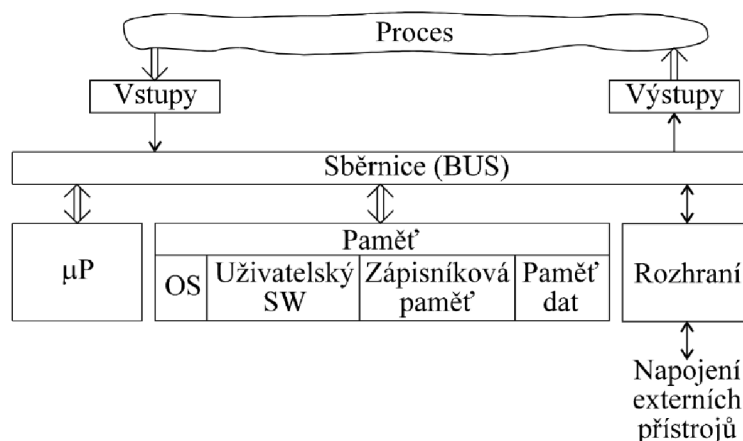 Proces
Vstupy
Výstupy
Sběrnice (BUS)
μP
Paměť
OS
Uživatelský
SW
Zápisníková
paměť
Paměť
dat
Rozhraní
Napojení
externích
přístrojů